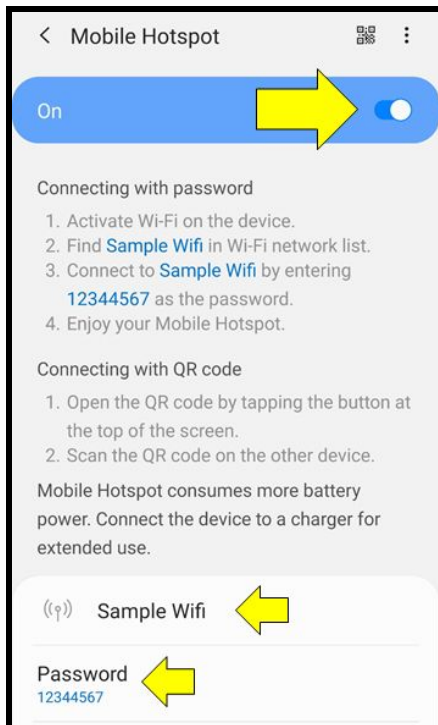 Mobile Hotspot
On
Connecting with password
1. Activate Wi-Fi on the device.
2. Find Sample Wifi in Wi-Fi network list.
3. Connect to Sample Wifi by entering
12344567 as the password.
4. Enjoy your Mobile Hotspot.
Connecting with QR code
1. Open the QR code by tapping the button at
the top of the screen.
2. Scan the QR code on the other device.
Mobile Hotspot consumes more battery
power. Connect the device to a charger for
extended use.
Sample Wifi
Password
12344567